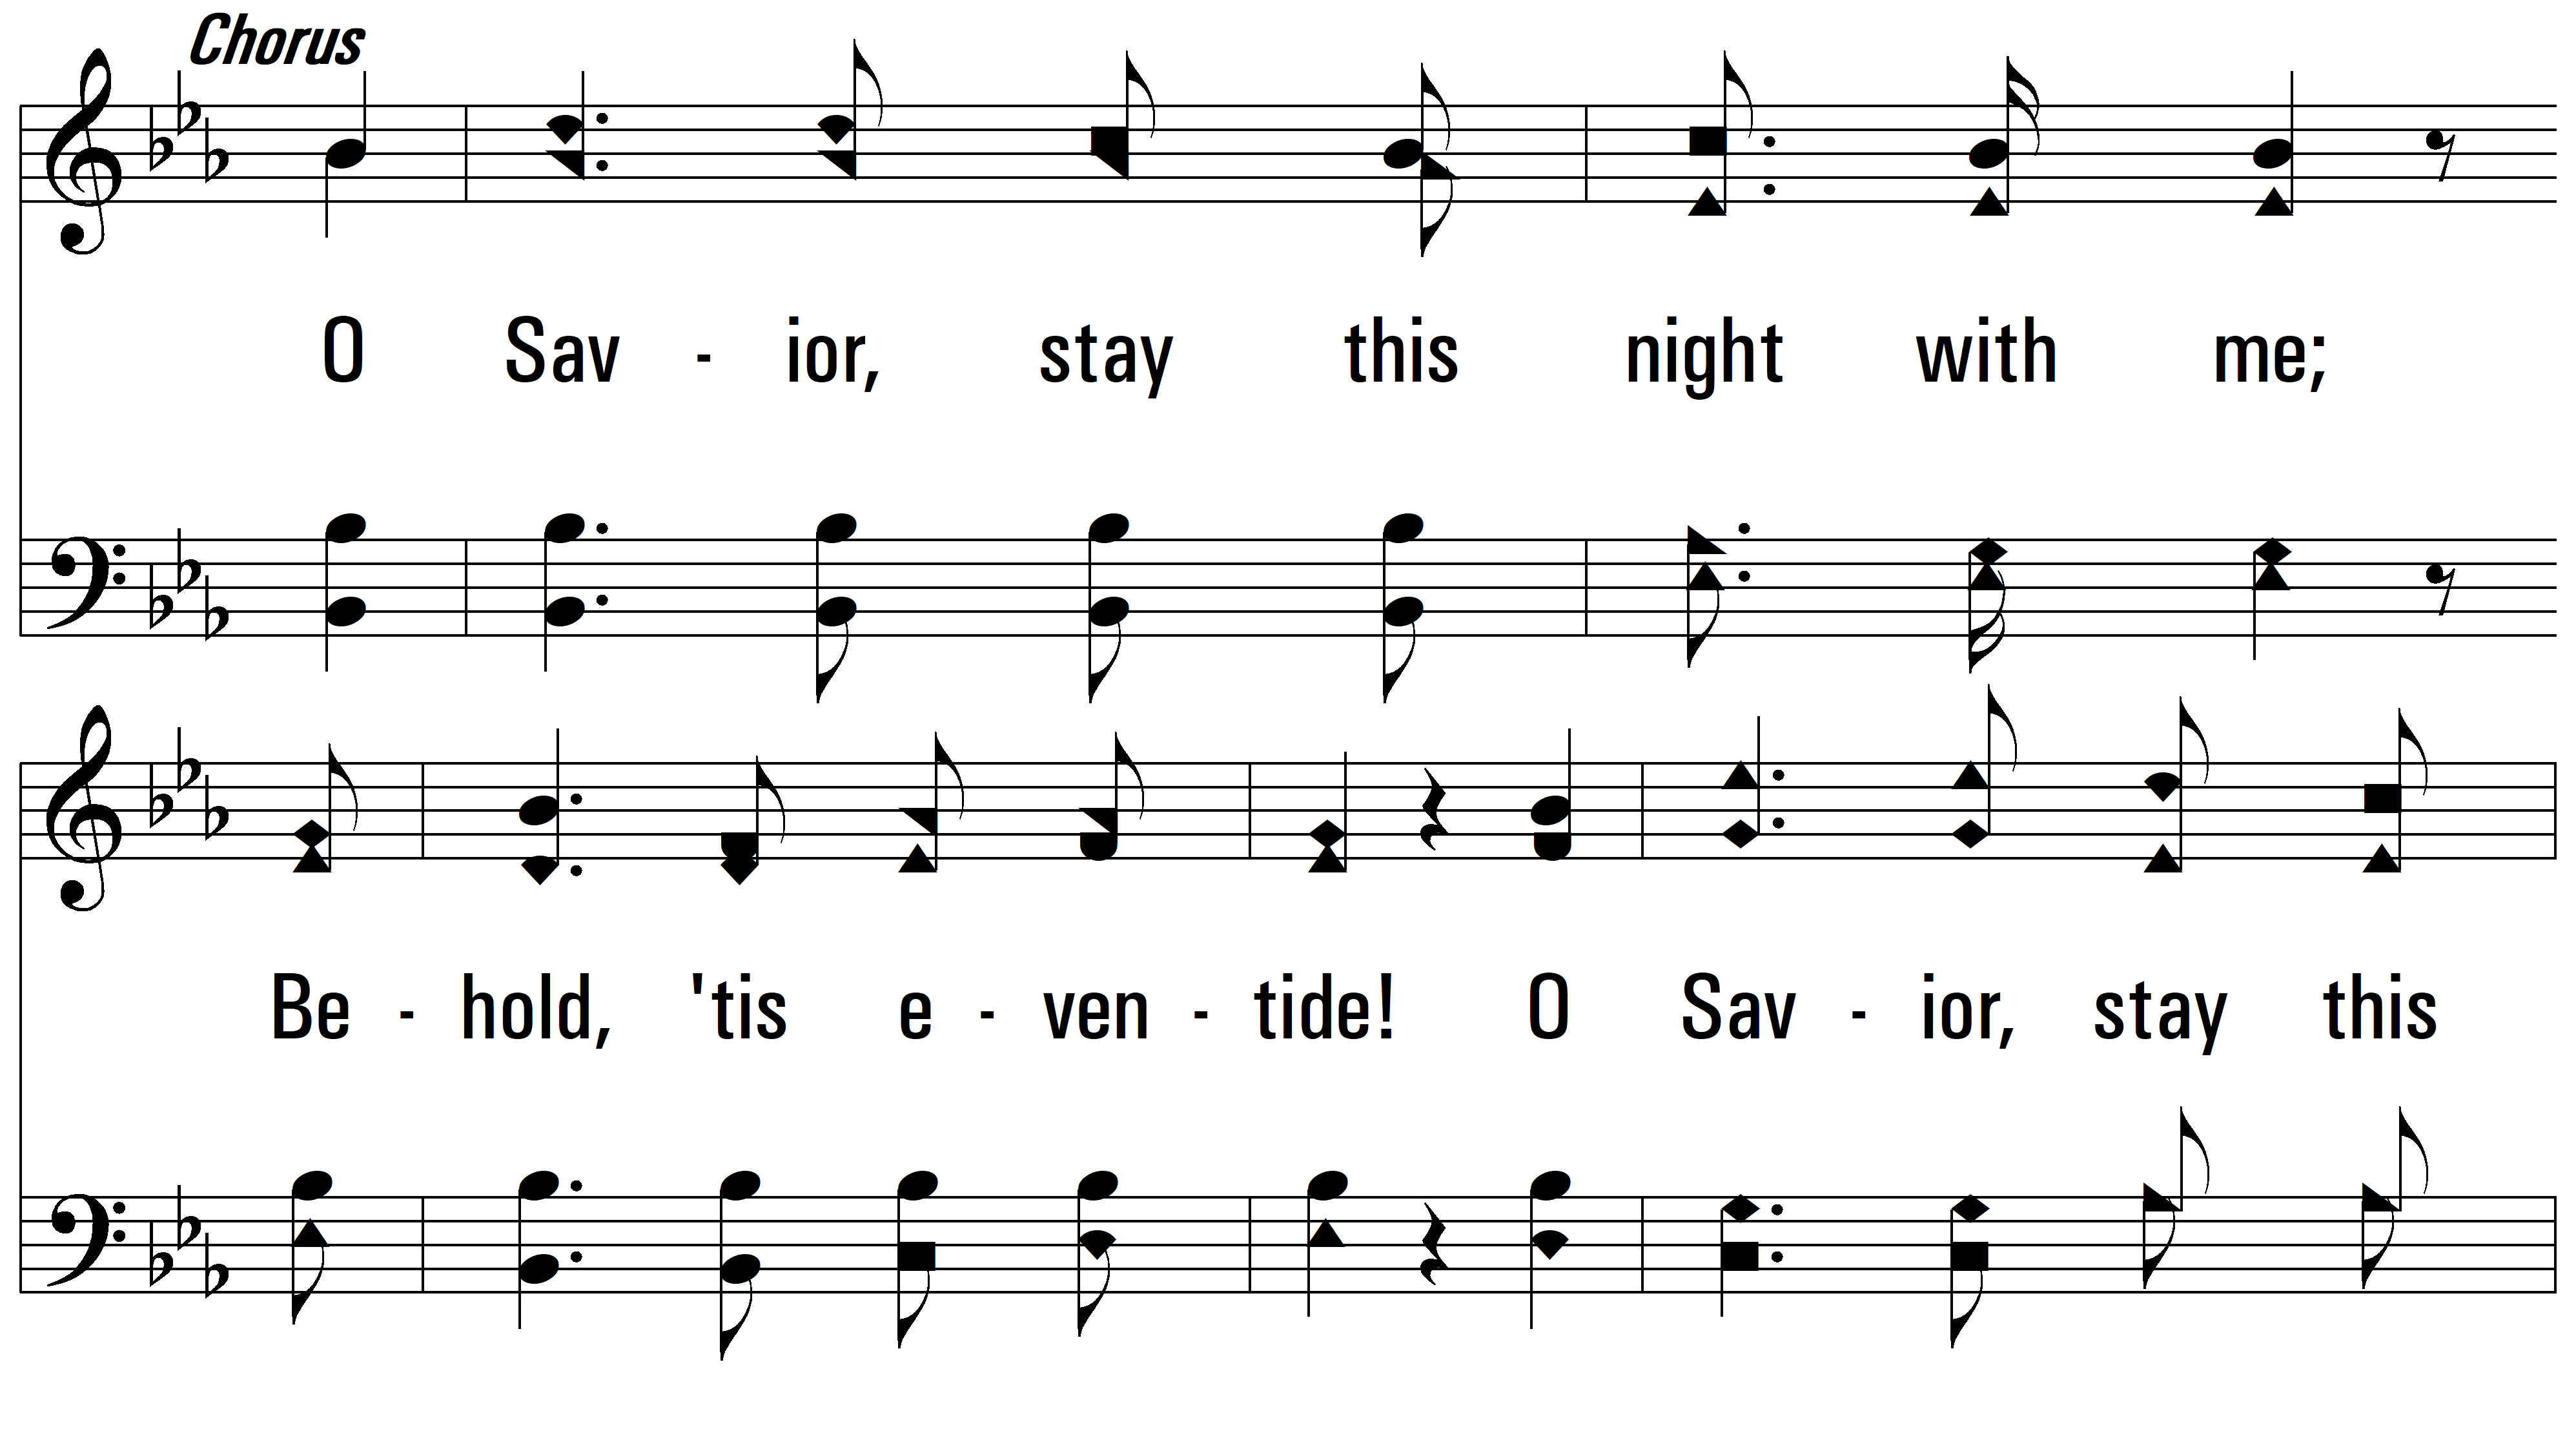 Chorus
O Sav - ior, stay this night with me;
Be - hold, 'tis e - ven - tide! O Sav - ior, stay this